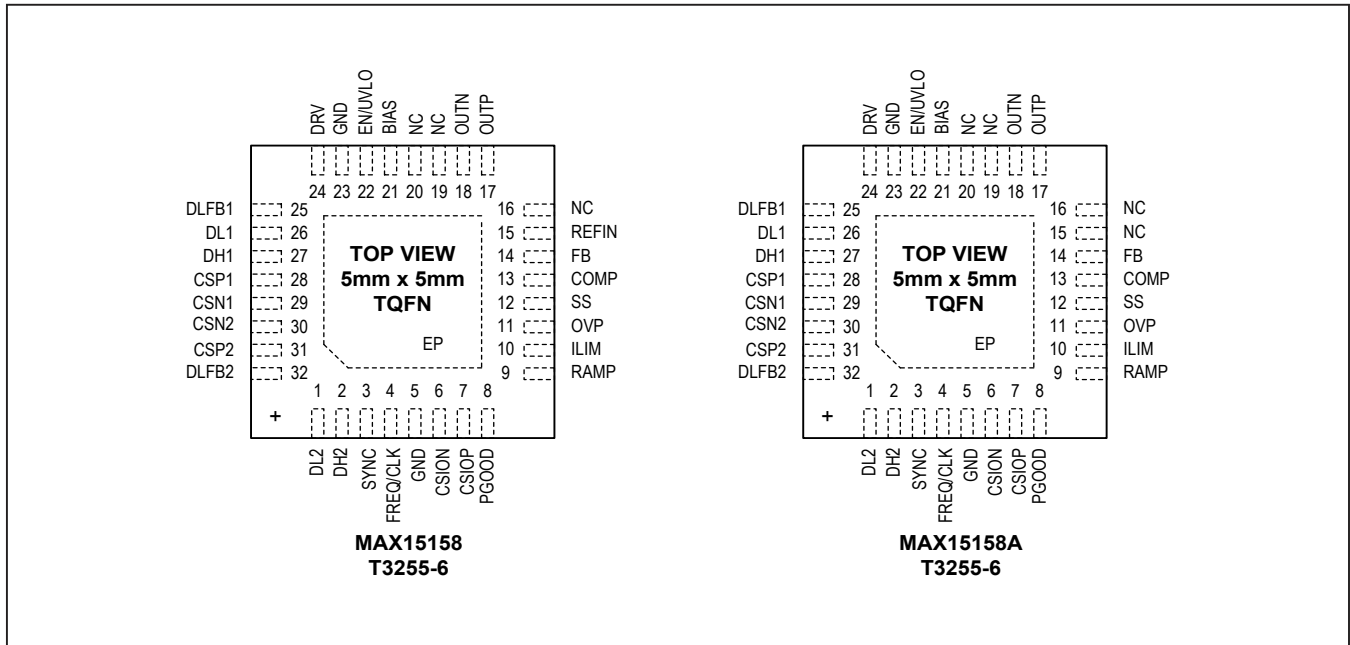 DRV GND EN/UVLO BIAS NC NC OUTN OUTP
24 23 22 21 20 19 18 17
DLFB1 25
DL1 26
DH1 27
CSP1 28
CSN1 29
CSN2 30
CSP2 31
DLFB2 32
TOP VIEW
5mm x 5mm
TQFN
EP
16 NC
15 REFIN
14 FB
13 COMP
12 SS
11 OVP
10 ILIM
9 RAMP
1 2 3 4 5 6 7 8
+
DL2 DH2 SYNC FREQ/CLK GND CSION CSIOP PGOOD
MAX15158
T3255-6
DRV GND EN/UVLO BIAS NC NC OUTN OUTP
24 23 22 21 20 19 18 17
DLFB1 25
DL1 26
DH1 27
CSP1 28
CSN1 29
CSN2 30
CSP2 31
DLFB2 32
TOP VIEW
5mm x 5mm
TQFN
EP
16 NC
15 NC
14 FB
13 COMP
12 SS
11 OVP
10 ILIM
9 RAMP
1 2 3 4 5 6 7 8
+
DL2 DH2 SYNC FREQ/CLK GND CSION CSIOP PGOOD
MAX15158A
T3255-6